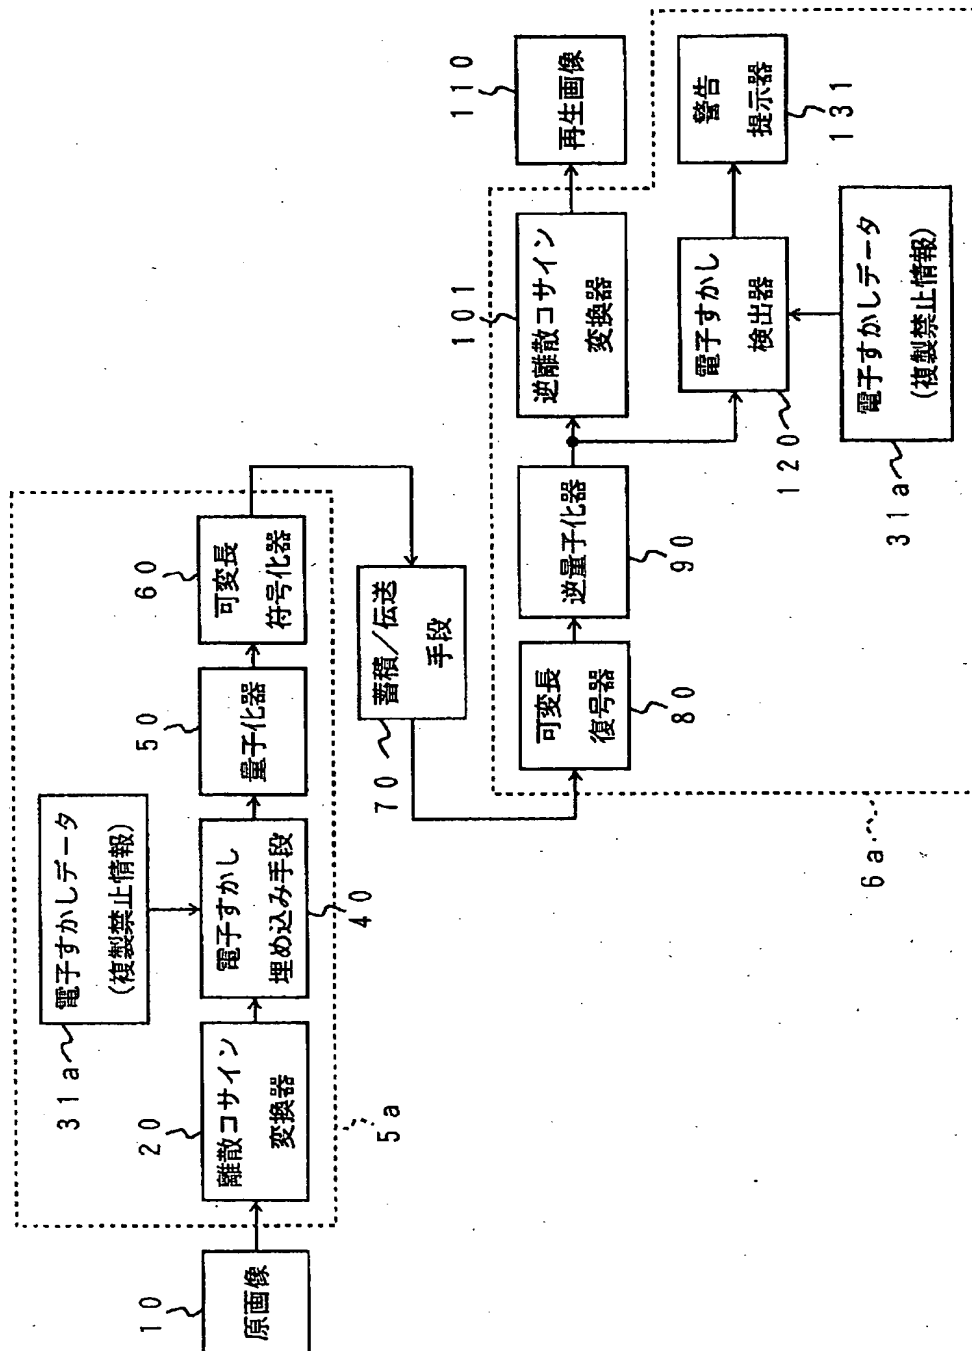 10
原画像
20
離散コサイン
変換器
31a
電子すかしデータ
(複製禁止情報)
電子すかし
埋め込み手段
40
50
量子化器
60
可変長
符号化器
5a
70
蓄積/伝送
手段
可変長
復号器
80
逆量子化器
90
101
逆離散コサイン
変換器
110
再生画像
電子すかし
検出器
120
警告
提示器
131
電子すかしデータ
(複製禁止情報)
31a
6a